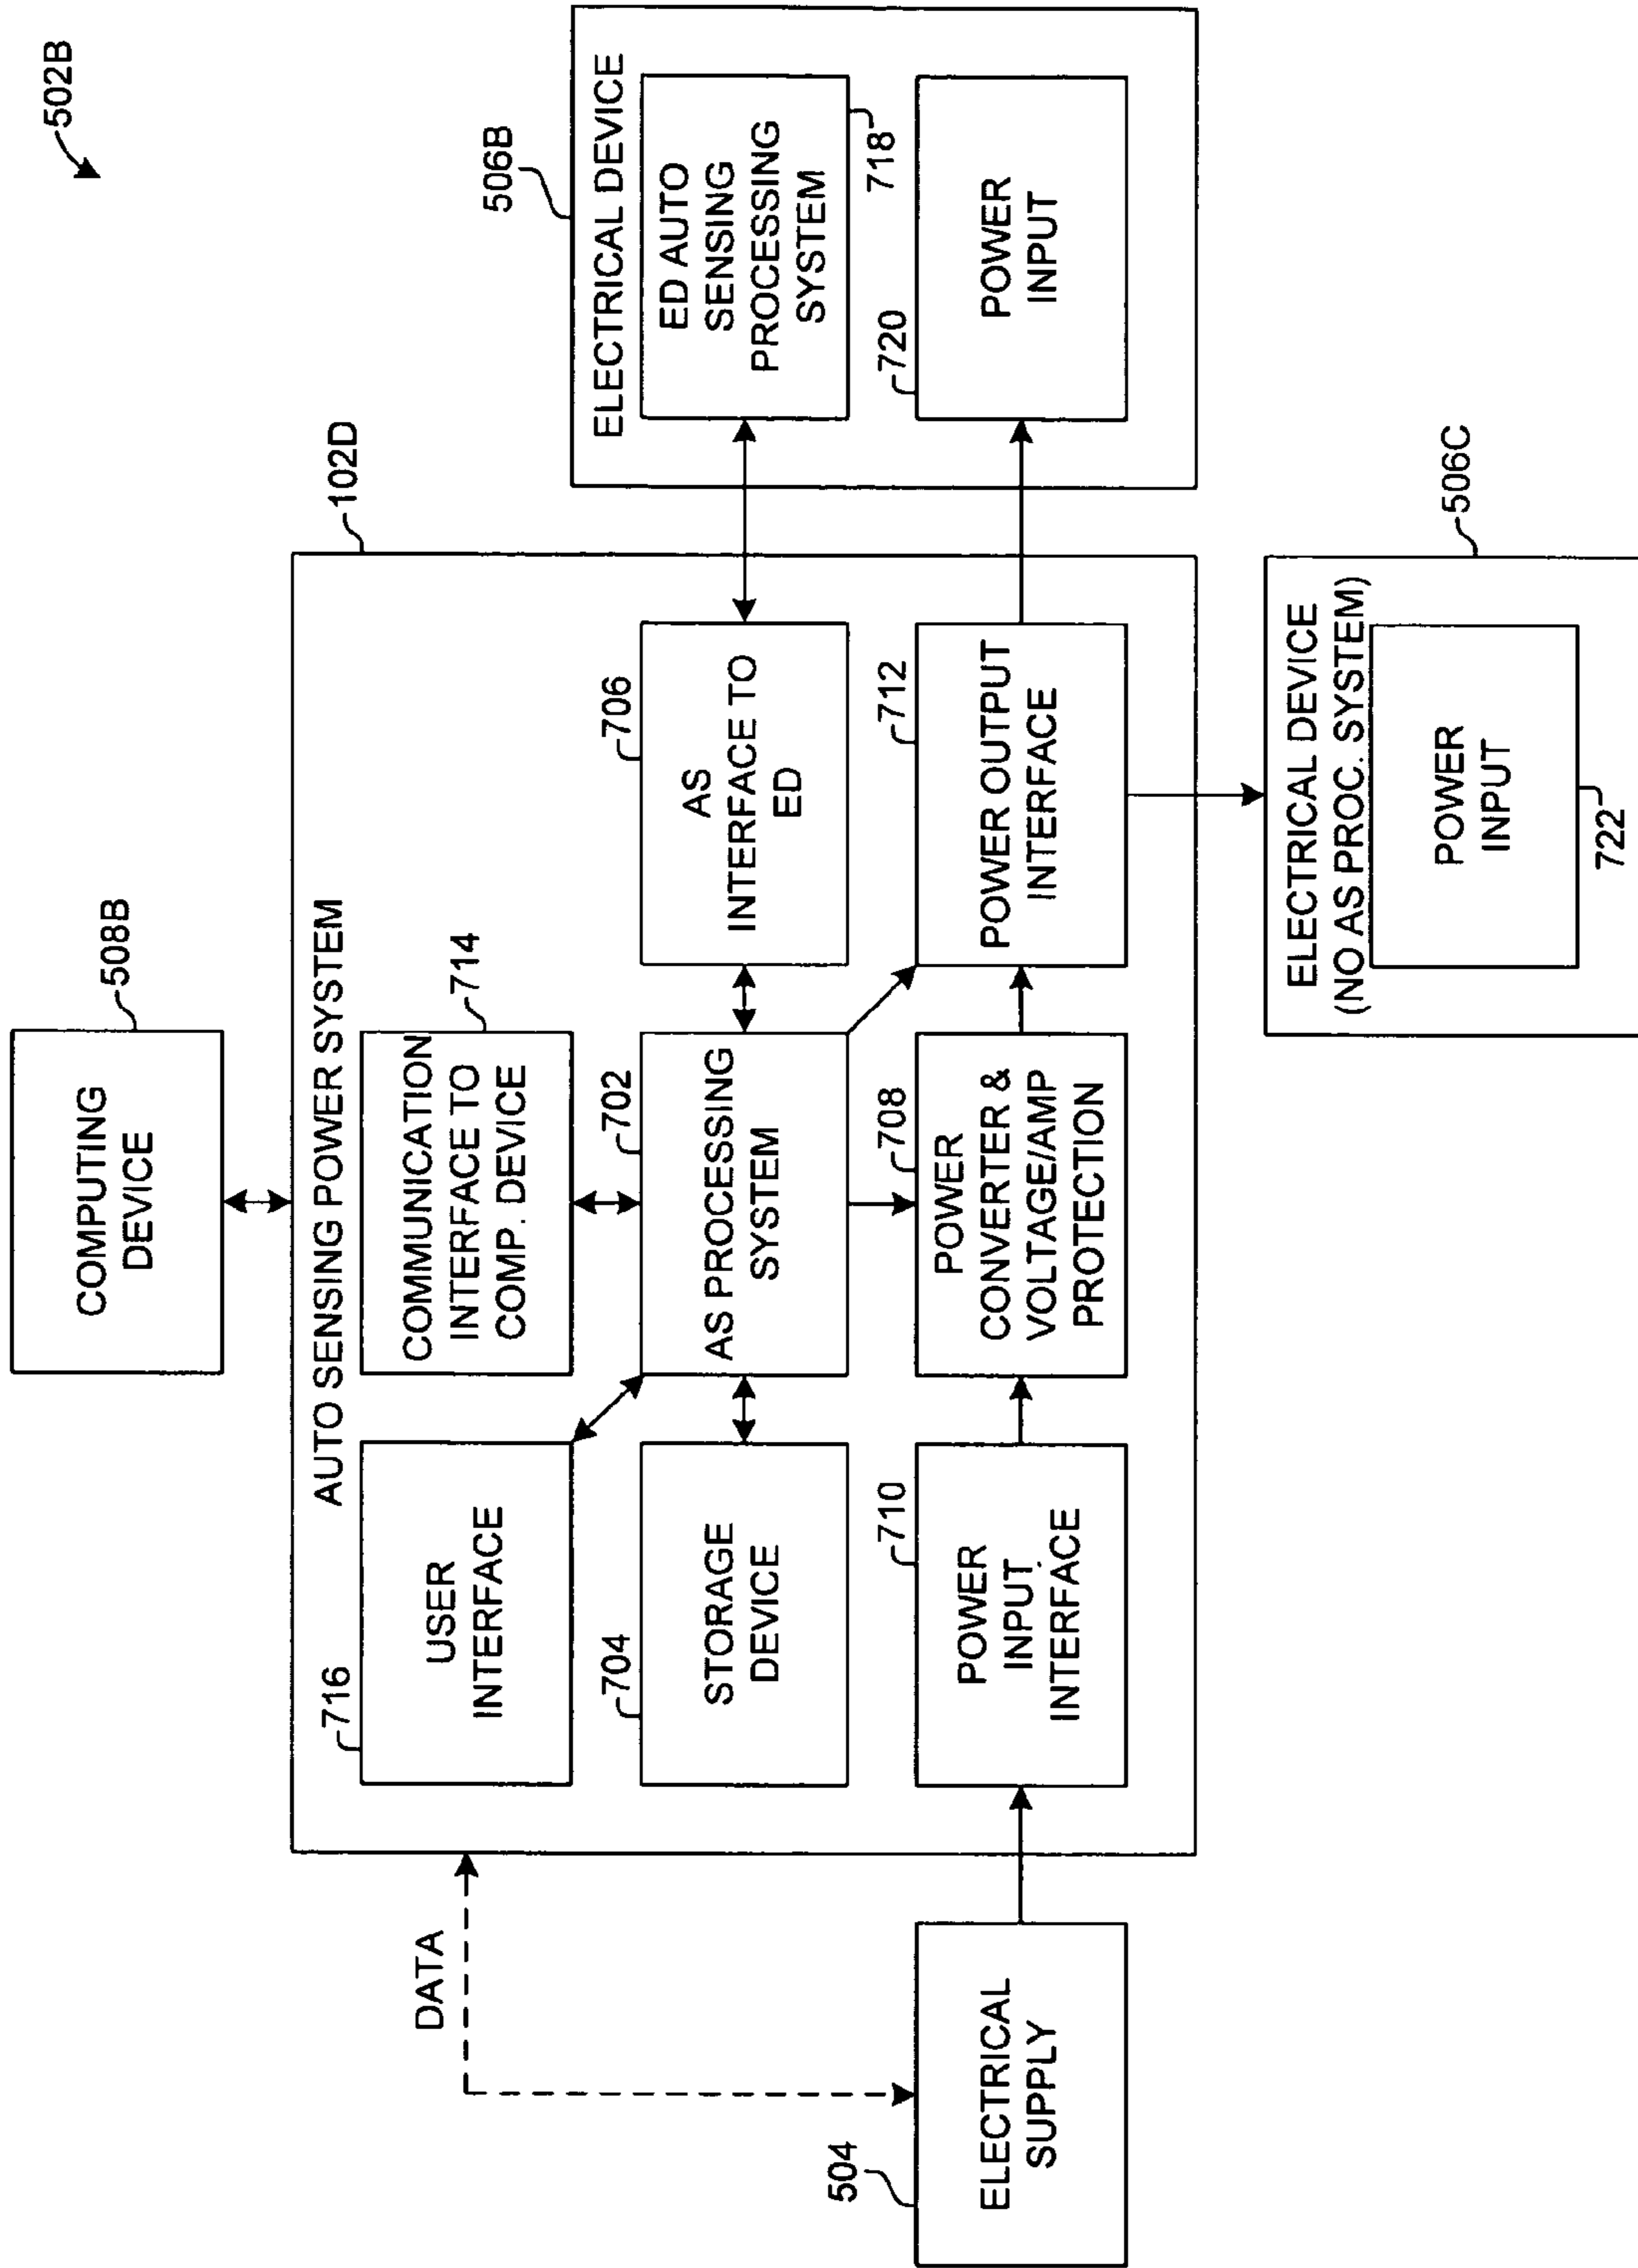 502B
COMPUTING
DEVICE
508B
AUTO SENSING POWER SYSTEM
102D
716
USER
INTERFACE
COMMUNICATION
INTERFACE TO
COMP. DEVICE
714
DATA
704
STORAGE
DEVICE
702
AS PROCESSING
SYSTEM
706
AS
INTERFACE TO
ED
506B
ELECTRICAL DEVICE
ED AUTO
SENSING
PROCESSING
SYSTEM
718
504
ELECTRICAL
SUPPLY
710
POWER
INPUT
INTERFACE
708
POWER
CONVERTER &
VOLTAGE/AMP
PROTECTION
712
POWER OUTPUT
INTERFACE
720
POWER
INPUT
506C
ELECTRICAL DEVICE
(NO AS PROC. SYSTEM)
POWER
INPUT
722